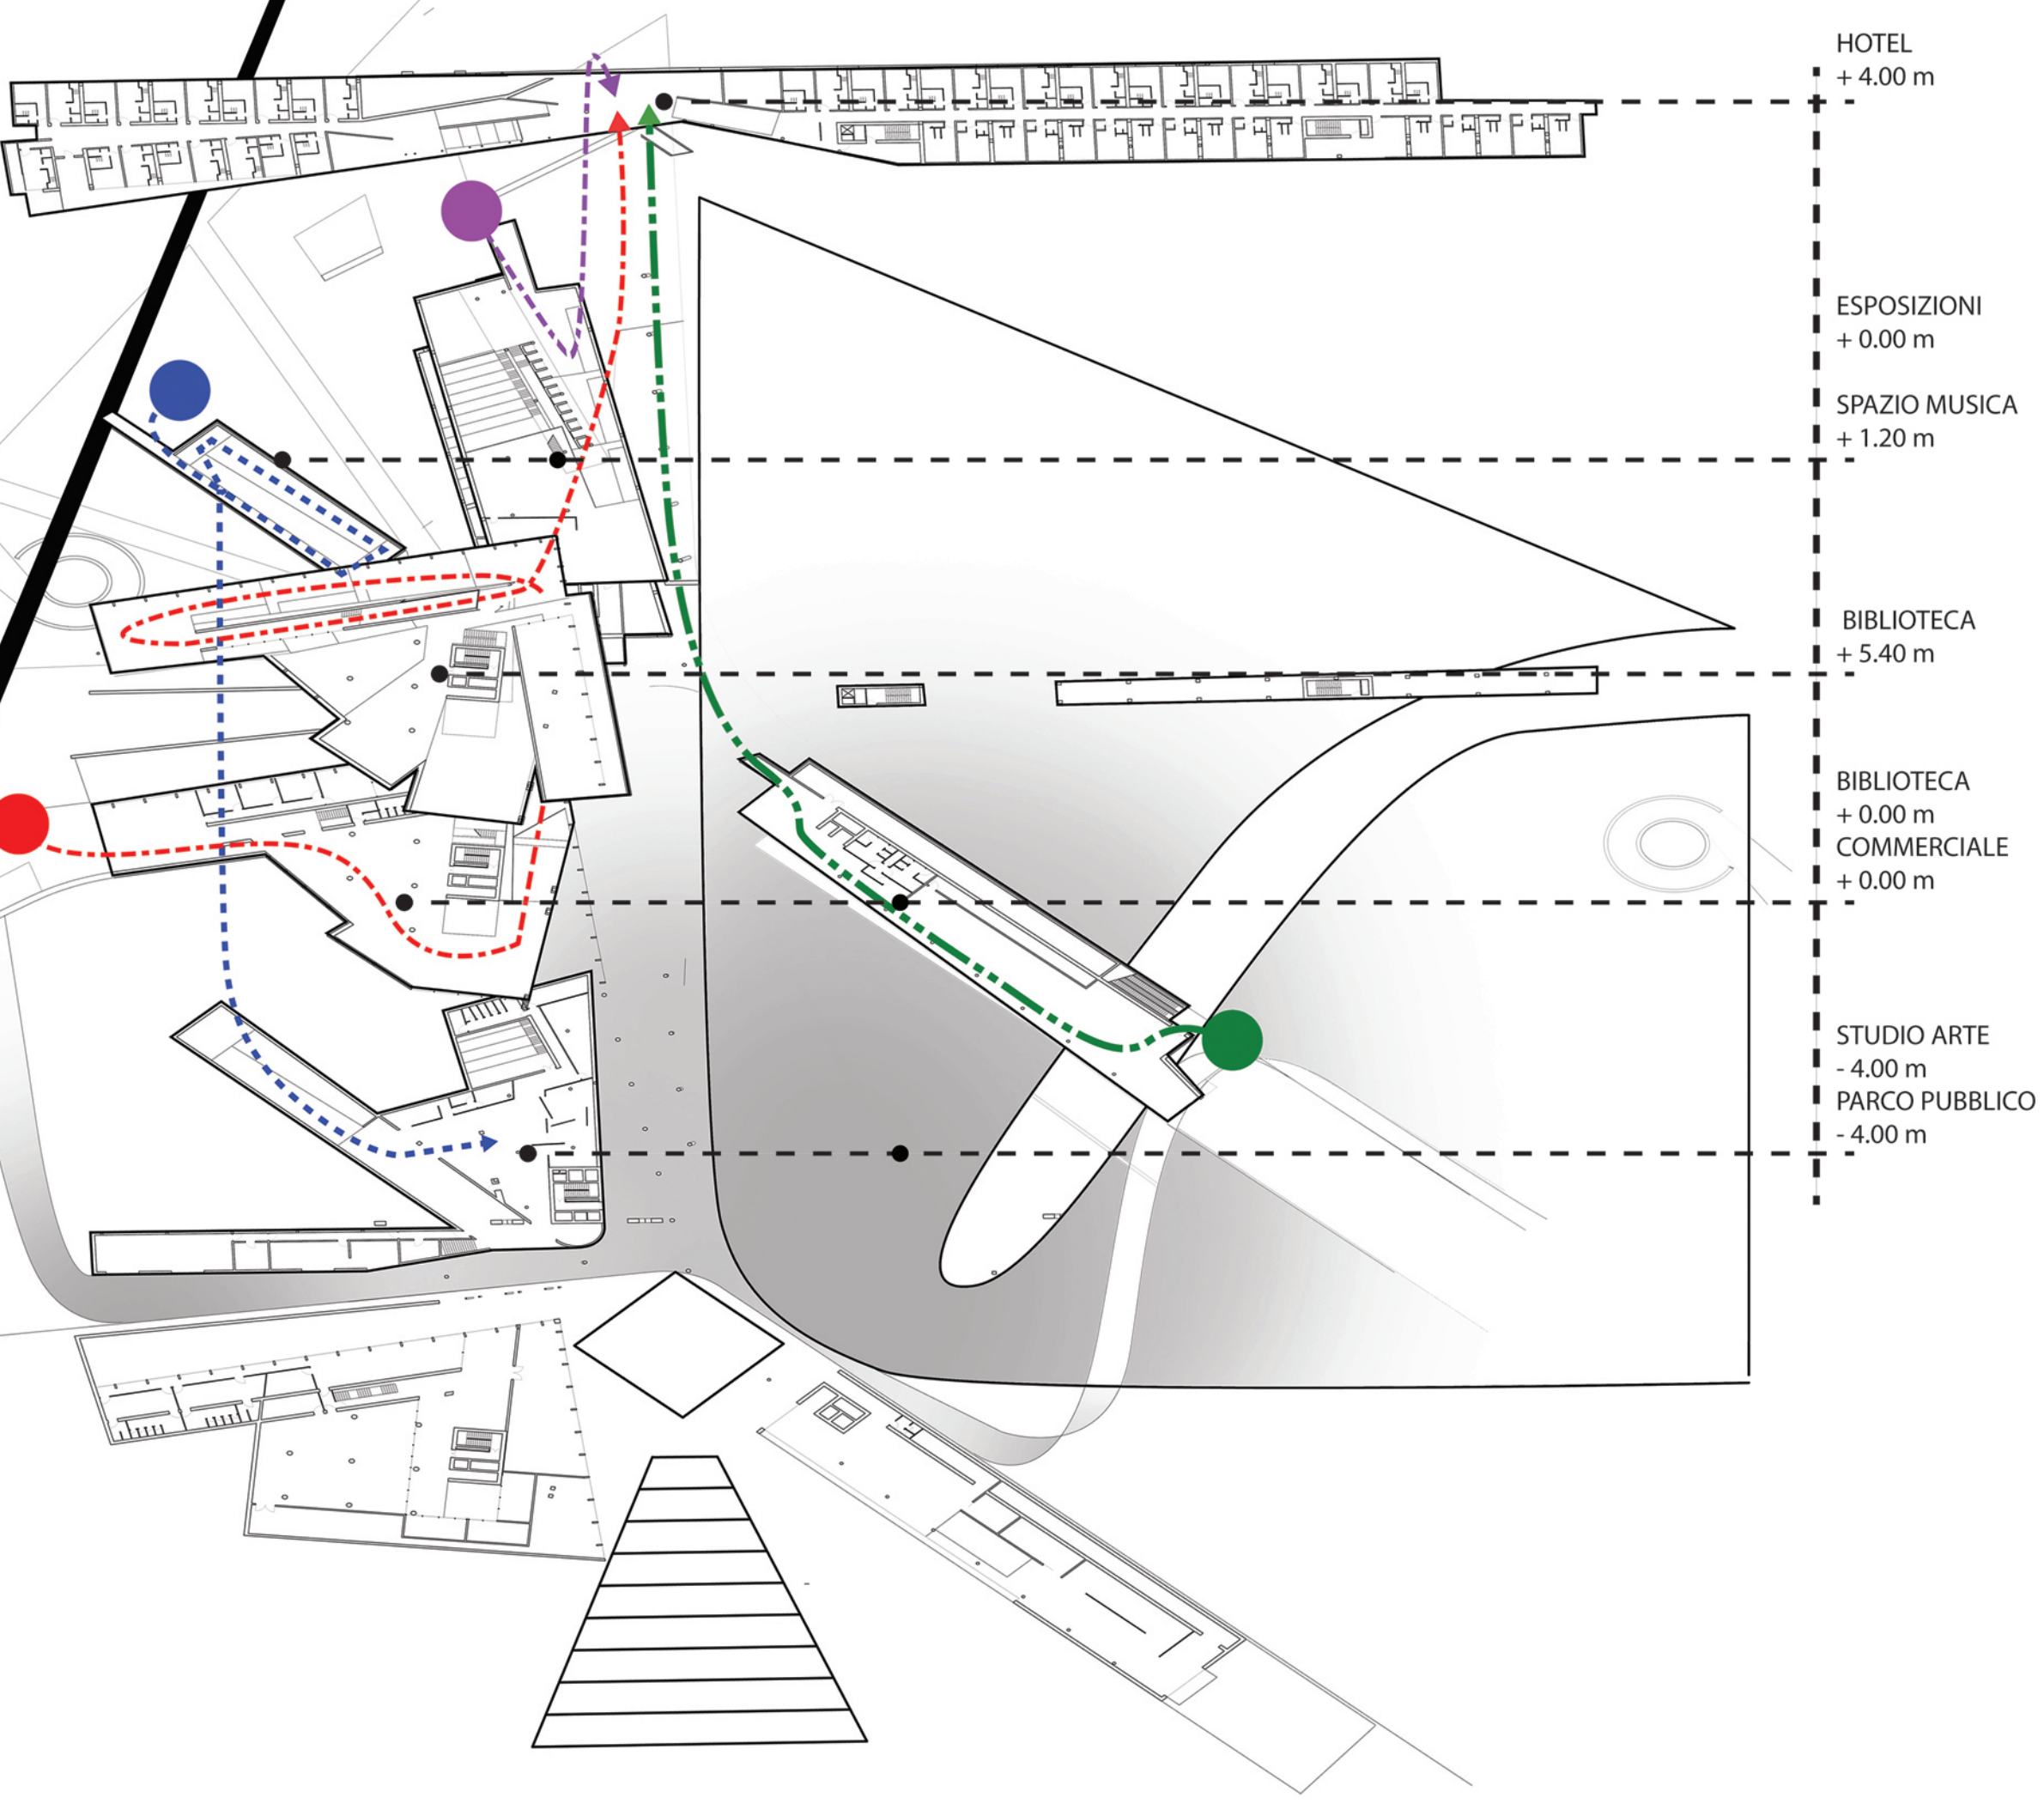 HOTEL
+ 4.00 m
ESPOSIZIONI
+ 0.00 m
SPAZIO MUSICA
+ 1.20 m
BIBLIOTECA
+ 5.40 m
BIBLIOTECA
+ 0.00 m
COMMERCIALE
+ 0.00 m
STUDIO ARTE
- 4.00 m
PARCO PUBBLICO
- 4.00 m